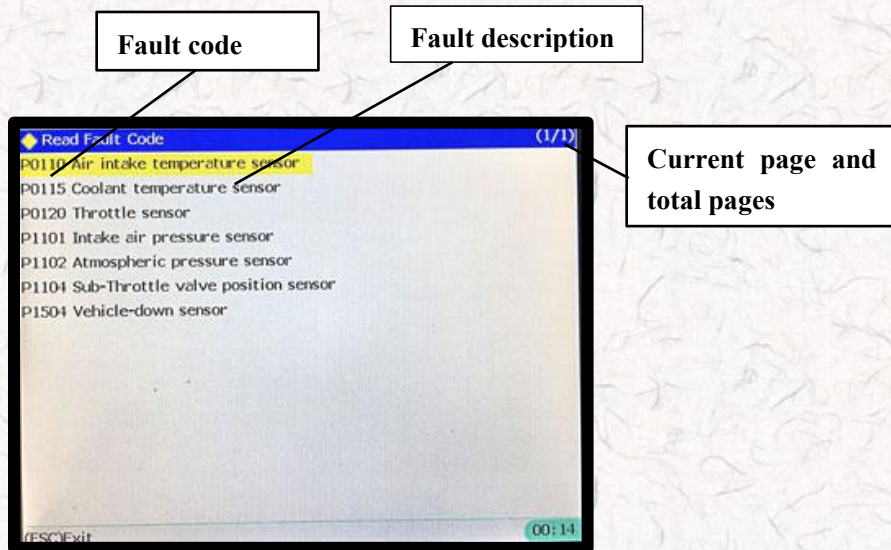 Fault code
Fault description
Read Fault Code
(1/1)
Current page and
total pages
P0110 Air intake temperature sensor
P0115 Coolant temperature sensor
P0120 Throttle sensor
P1101 Intake air pressure sensor
P1102 Atmospheric pressure sensor
P1104 Sub-Throttle valve position sensor
P1504 Vehicle-down sensor
(ESC)Exit
00:14